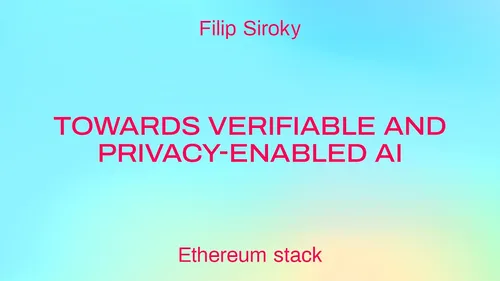 Filip Siroky
TOWARDS VERIFIABLE AND
PRIVACY-ENABLED AI
Ethereum stack